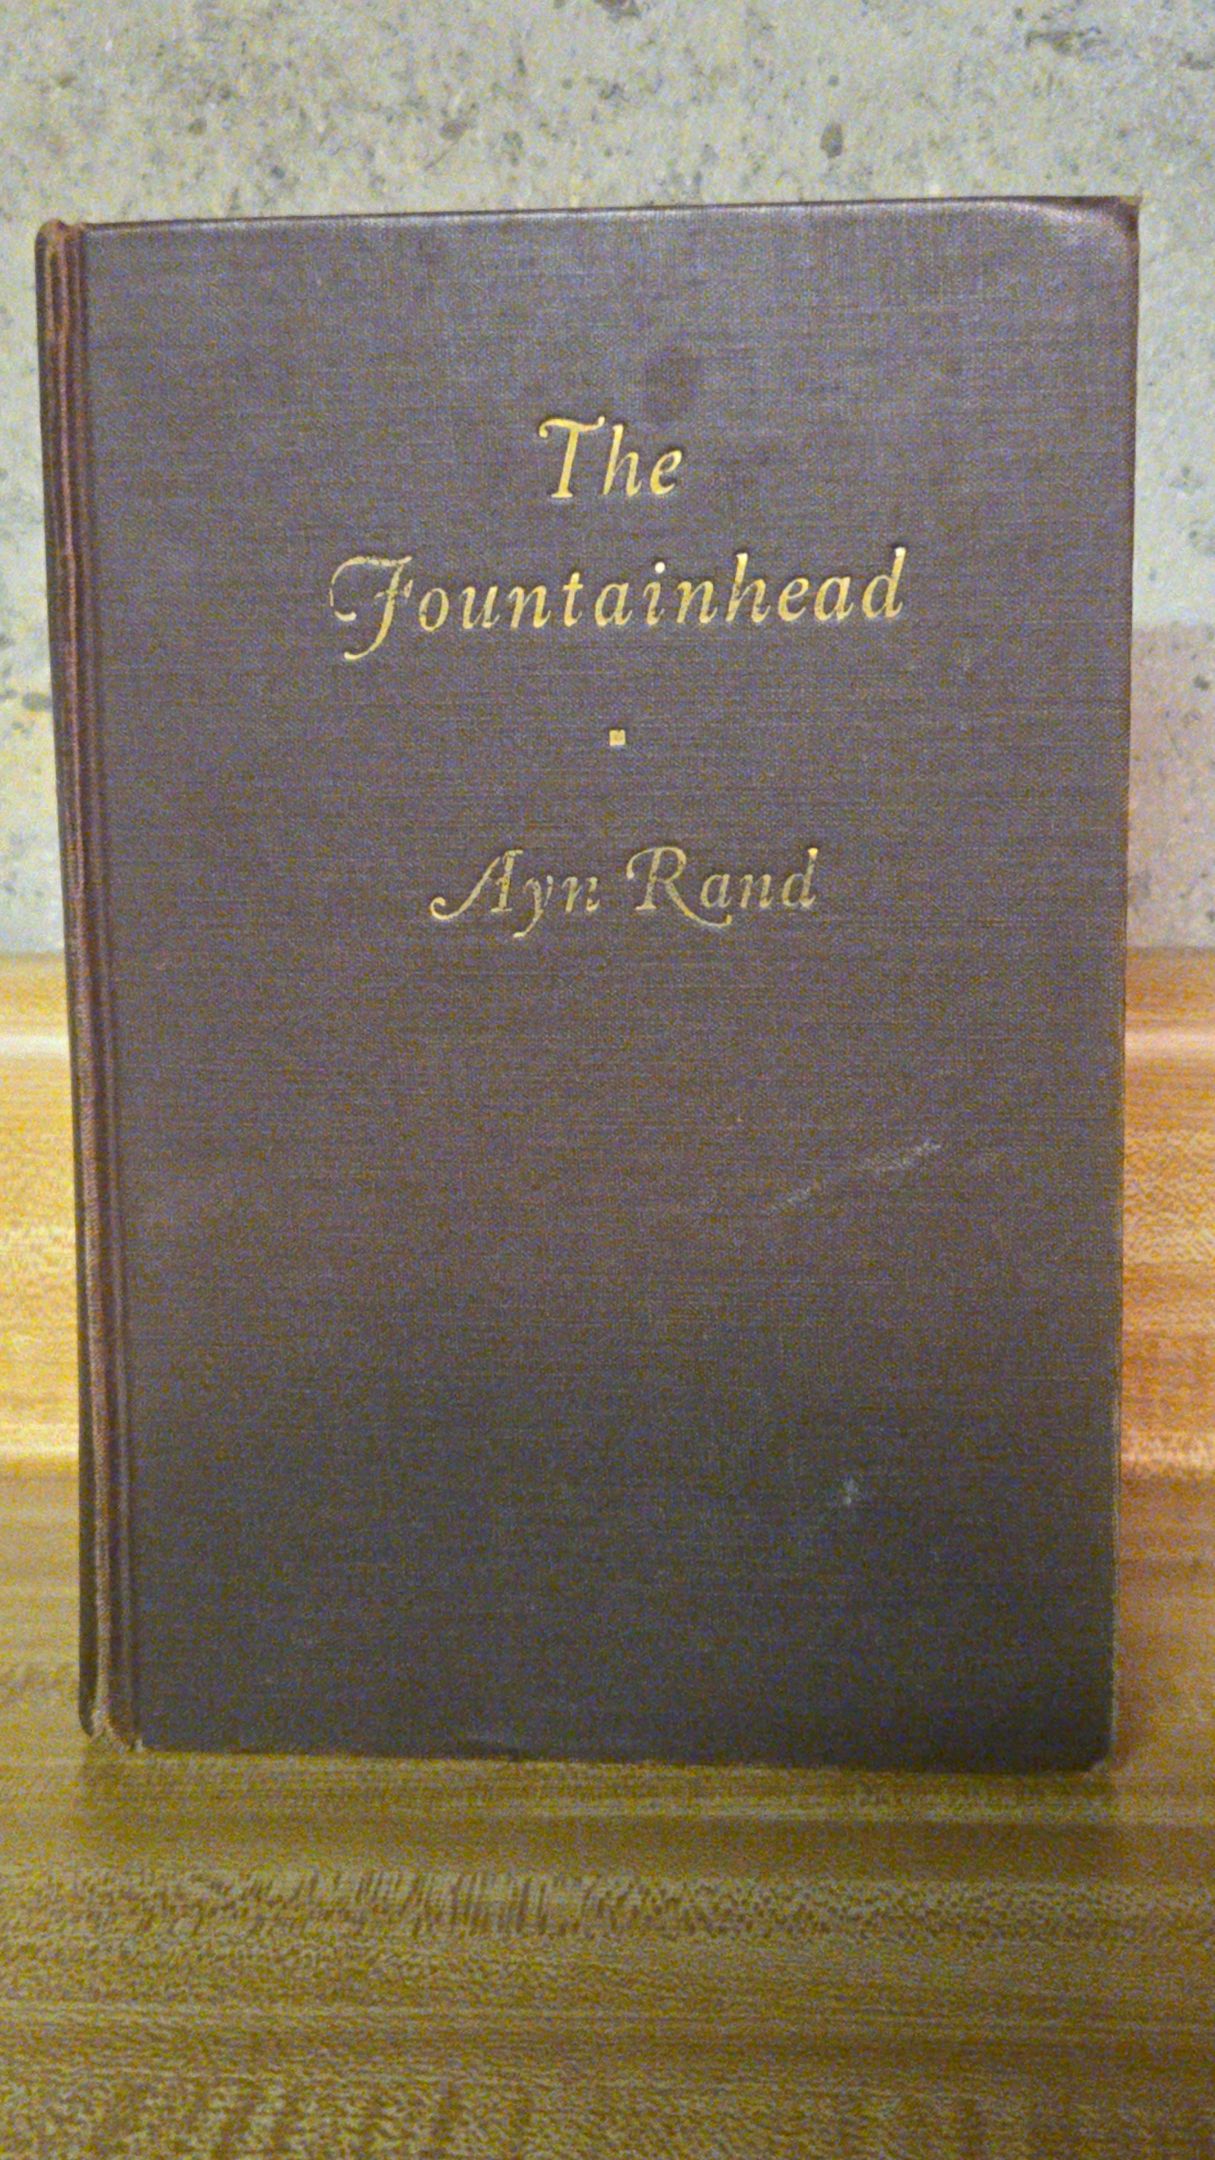 The
Fountainhead
Ayn Rand